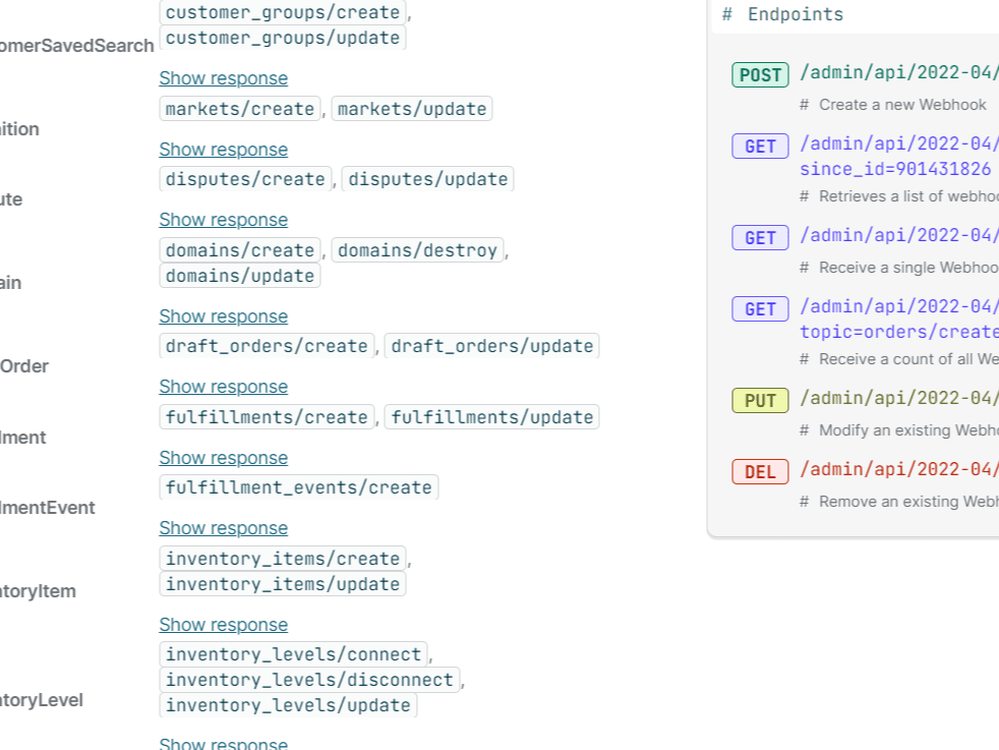 customer_groups/create,
customer_groups/update
omerSavedSearch
Show response
markets/create, markets/update
ition
Show response
disputes/create, disputes/update
ute
Show response
domains/create, domains/destroy,
domains/update
ain
Show response
draft_orders/create, draft_orders/update
Order
Show response
fulfillments/create, fulfillments/update
lment
Show response
fulfillment_events/create
lmentEvent
Show response
inventory_items/create,
inventory_items/update
ntoryItem
Show response
inventory_levels/connect,
inventory_levels/disconnect,
inventory_levels/update
ntoryLevel
Show response
# Endpoints
POST /admin/api/2022-04/
# Create a new Webhook
GET /admin/api/2022-04/
since_id=901431826
# Retrieves a list of webhoo
GET /admin/api/2022-04/
# Receive a single Webhoo
GET /admin/api/2022-04/
topic=orders/create
# Receive a count of all We
PUT /admin/api/2022-04/
# Modify an existing Webho
DEL /admin/api/2022-04/
# Remove an existing Webh